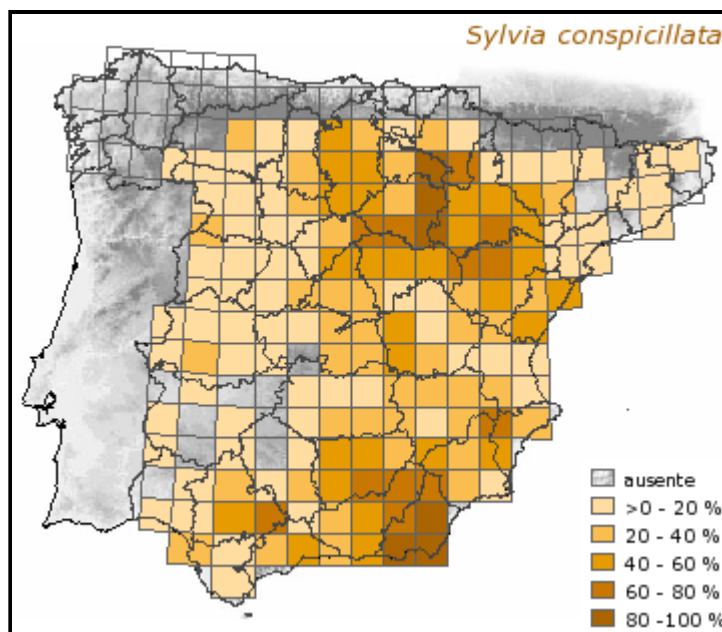 Sylvia conspicillata
ausente
>0 - 20 %
20 - 40 %
40 - 60 %
60 - 80 %
80 -100 %